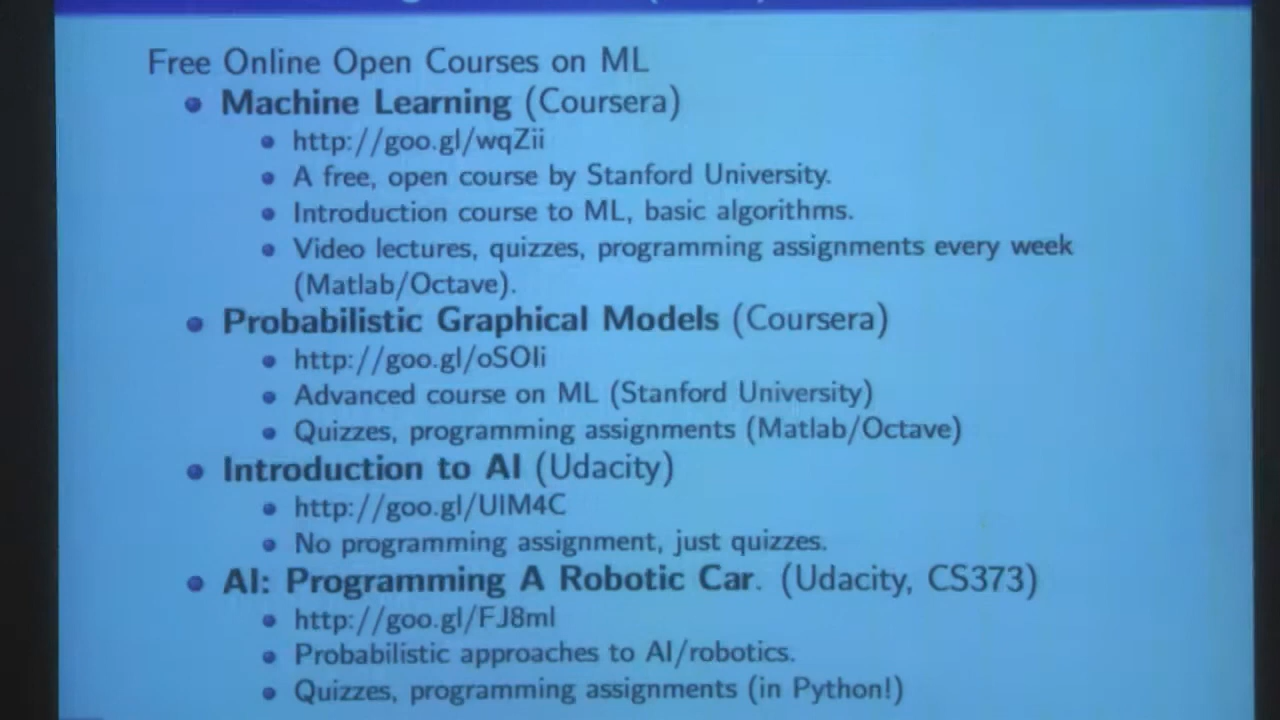 Free Online Open Courses on ML
Machine Learning (Coursera)
http://goo.gl/wqZii
A free, open course by Stanford University.
Introduction course to ML, basic algorithms.
Video lectures, quizzes, programming assignments every week
(Matlab/Octave).
Probabilistic Graphical Models (Coursera)
http://goo.gl/oSOIi
Advanced course on ML (Stanford University)
Quizzes, programming assignments (Matlab/Octave)
Introduction to AI (Udacity)
http://goo.gl/UIM4C
No programming assignment, just quizzes.
AI: Programming A Robotic Car. (Udacity, CS373)
http://goo.gl/FJ8ml
Probabilistic approaches to AI/robotics.
Quizzes, programming assignments (in Python!)